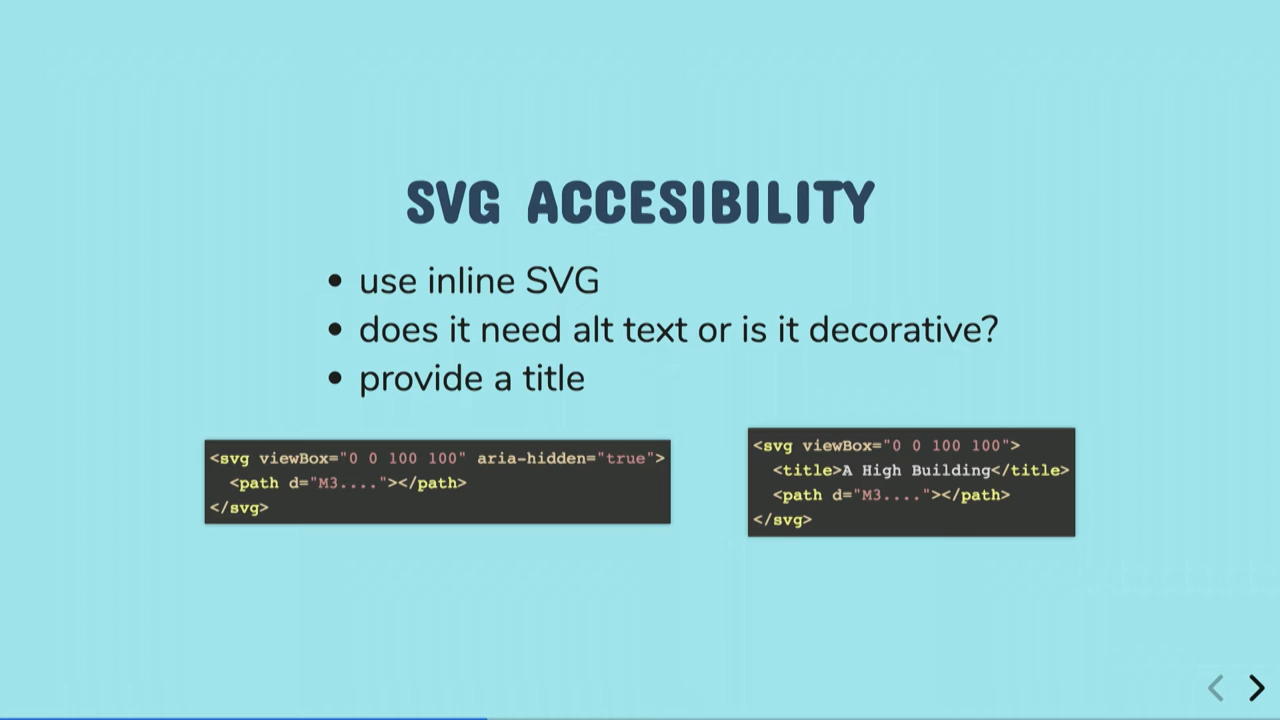 SVG ACCESIBILITY
• use inline SVG
• does it need alt text or is it decorative?
• provide a title
<svg viewBox="0 0 100 100" aria-hidden="true">
  <path d="M3...."></path>
</svg>
<svg viewBox="0 0 100 100">
  <title>A High Building</title>
  <path d="M3...."></path>
</svg>